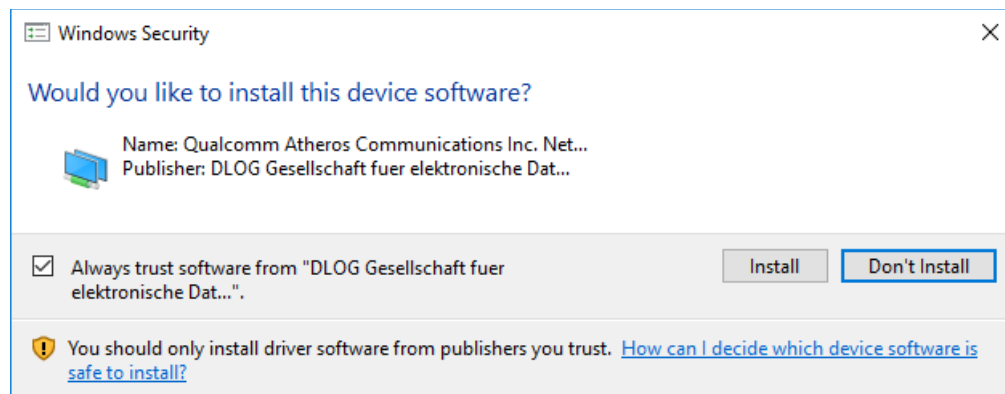 Windows Security
Would you like to install this device software?
Name: Qualcomm Atheros Communications Inc. Net...
Publisher: DLOG Gesellschaft fuer elektronische Dat...
Always trust software from "DLOG Gesellschaft fuer
elektronische Dat...".
Install
Don't Install
You should only install driver software from publishers you trust. How can I decide which device software is
safe to install?